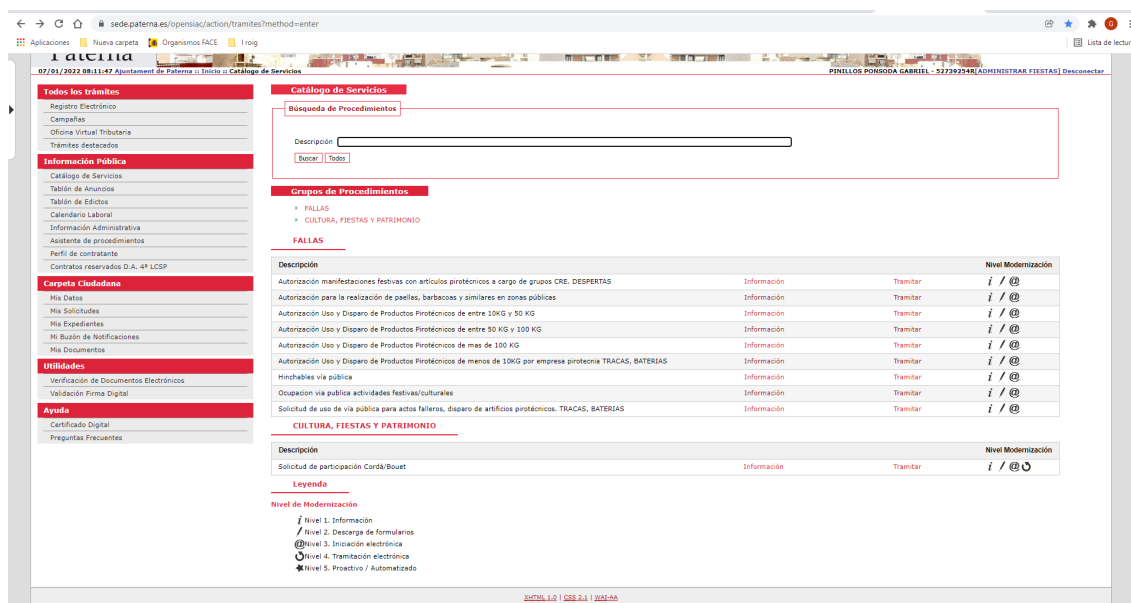 sede.paterna.es/opensiac/action/tramites?method=enter
G
Aplicaciones Nueva carpeta Organismos FACE I roig Lista de lectur
Paterna
07/01/2022 08:11:47 Ajuntament de Paterna :: Inicio :: Catálogo de Servicios PINILLOS PONSODA GABRIEL - 52739254R[ADMINISTRAR FIESTAS] Desconectar
Todos los trámites
Registro Electrónico
Campañas
Oficina Virtual Tributaria
Trámites destacados
Información Pública
Catálogo de Servicios
Tablón de Anuncios
Tablón de Edictos
Calendario Laboral
Información Administrativa
Asistente de procedimientos
Perfil de contratante
Contratos reservados D.A. 4ª LCSP
Carpeta Ciudadana
Mis Datos
Mis Solicitudes
Mis Expedientes
Mi Buzón de Notificaciones
Mis Documentos
Utilidades
Verificación de Documentos Electrónicos
Validación Firma Digital
Ayuda
Certificado Digital
Preguntas Frecuentes
Catálogo de Servicios
Búsqueda de Procedimientos
Descripción
Buscar Todos
Grupos de Procedimientos
FALLAS
CULTURA, FIESTAS Y PATRIMONIO
FALLAS
Descripción Nivel Modernización
Autorización manifestaciones festivas con artículos pirotécnicos a cargo de grupos CRE. DESPERTAS Información Tramitar i / @
Autorización para la realización de paellas, barbacoas y similares en zonas públicas Información Tramitar i / @
Autorización Uso y Disparo de Productos Pirotécnicos de entre 10KG y 50 KG Información Tramitar i / @
Autorización Uso y Disparo de Productos Pirotécnicos de entre 50 KG y 100 KG Información Tramitar i / @
Autorización Uso y Disparo de Productos Pirotécnicos de mas de 100 KG Información Tramitar i / @
Autorización Uso y Disparo de Productos Pirotécnicos de menos de 10KG por empresa pirotecnia TRACAS, BATERIAS Información Tramitar i / @
Hinchables vía pública Información Tramitar i / @
Ocupacion via publica actividades festivas/culturales Información Tramitar i / @
Solicitud de uso de vía pública para actos falleros, disparo de artificios pirotécnicos. TRACAS, BATERIAS Información Tramitar i / @
CULTURA, FIESTAS Y PATRIMONIO
Descripción Nivel Modernización
Solicitud de participación Cordà/Bouet Información Tramitar i / @
Leyenda
Nivel de Modernización
i Nivel 1. Información
/ Nivel 2. Descarga de formularios
@Nivel 3. Iniciación electrónica
Nivel 4. Tramitación electrónica
Nivel 5. Proactivo / Automatizado
XHTML 1.0 | CSS 2.1 | WAI-AA